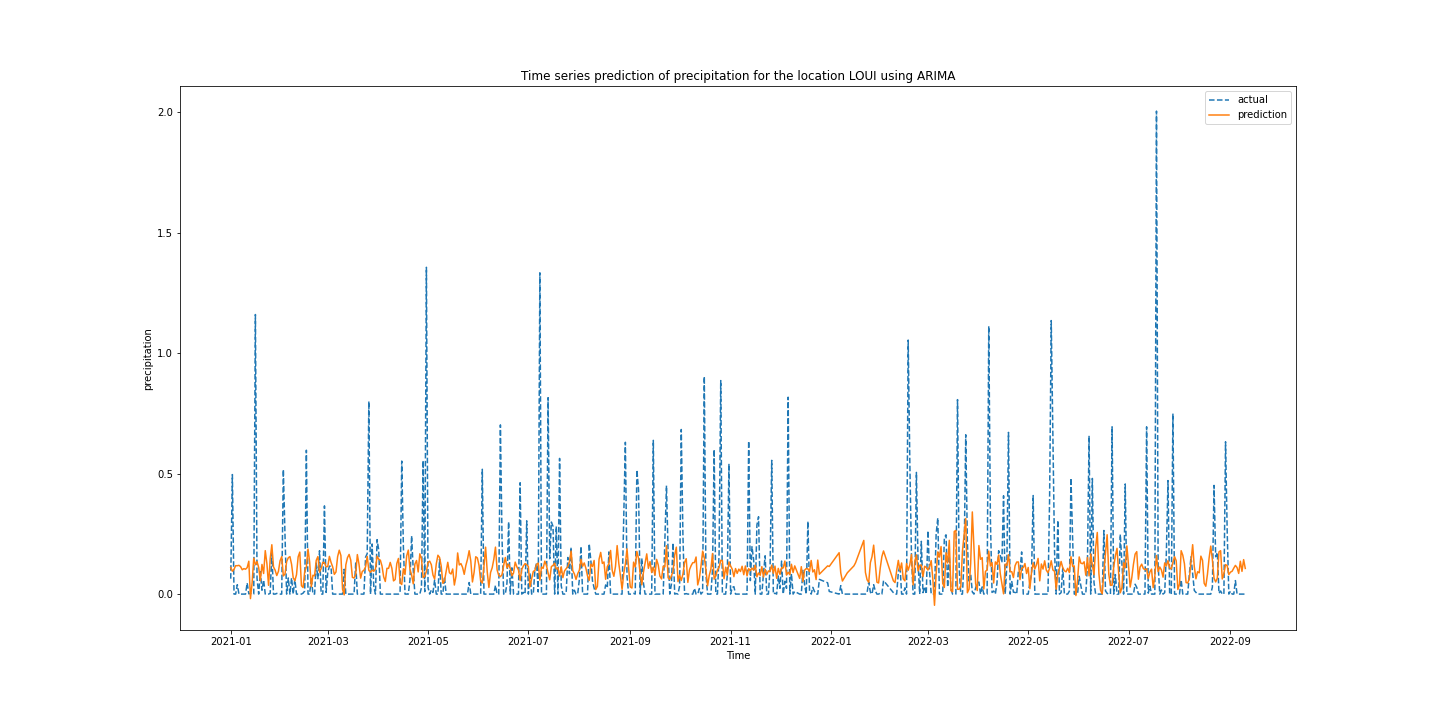 Time series prediction of precipitation for the location LOUI using ARIMA
actual
prediction
2.0
1.5
1.0
0.5
0.0
precipitation
2021-01 2021-03 2021-05 2021-07 2021-09 2021-11 2022-01 2022-03 2022-05 2022-07 2022-09
Time